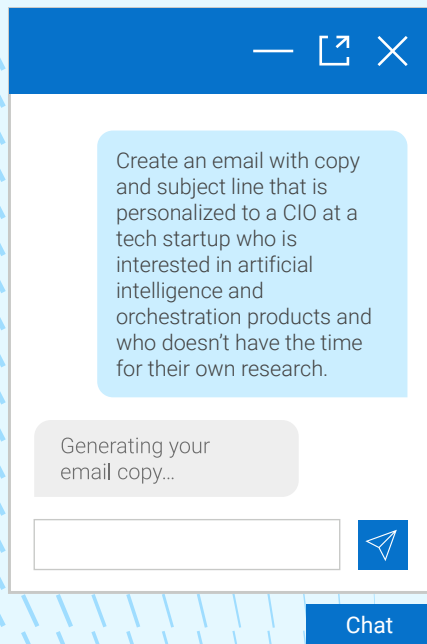 Create an email with copy
and subject line that is
personalized to a CIO at a
tech startup who is
interested in artificial
intelligence and
orchestration products and
who doesn’t have the time
for their own research.
Generating your
email copy...
Chat